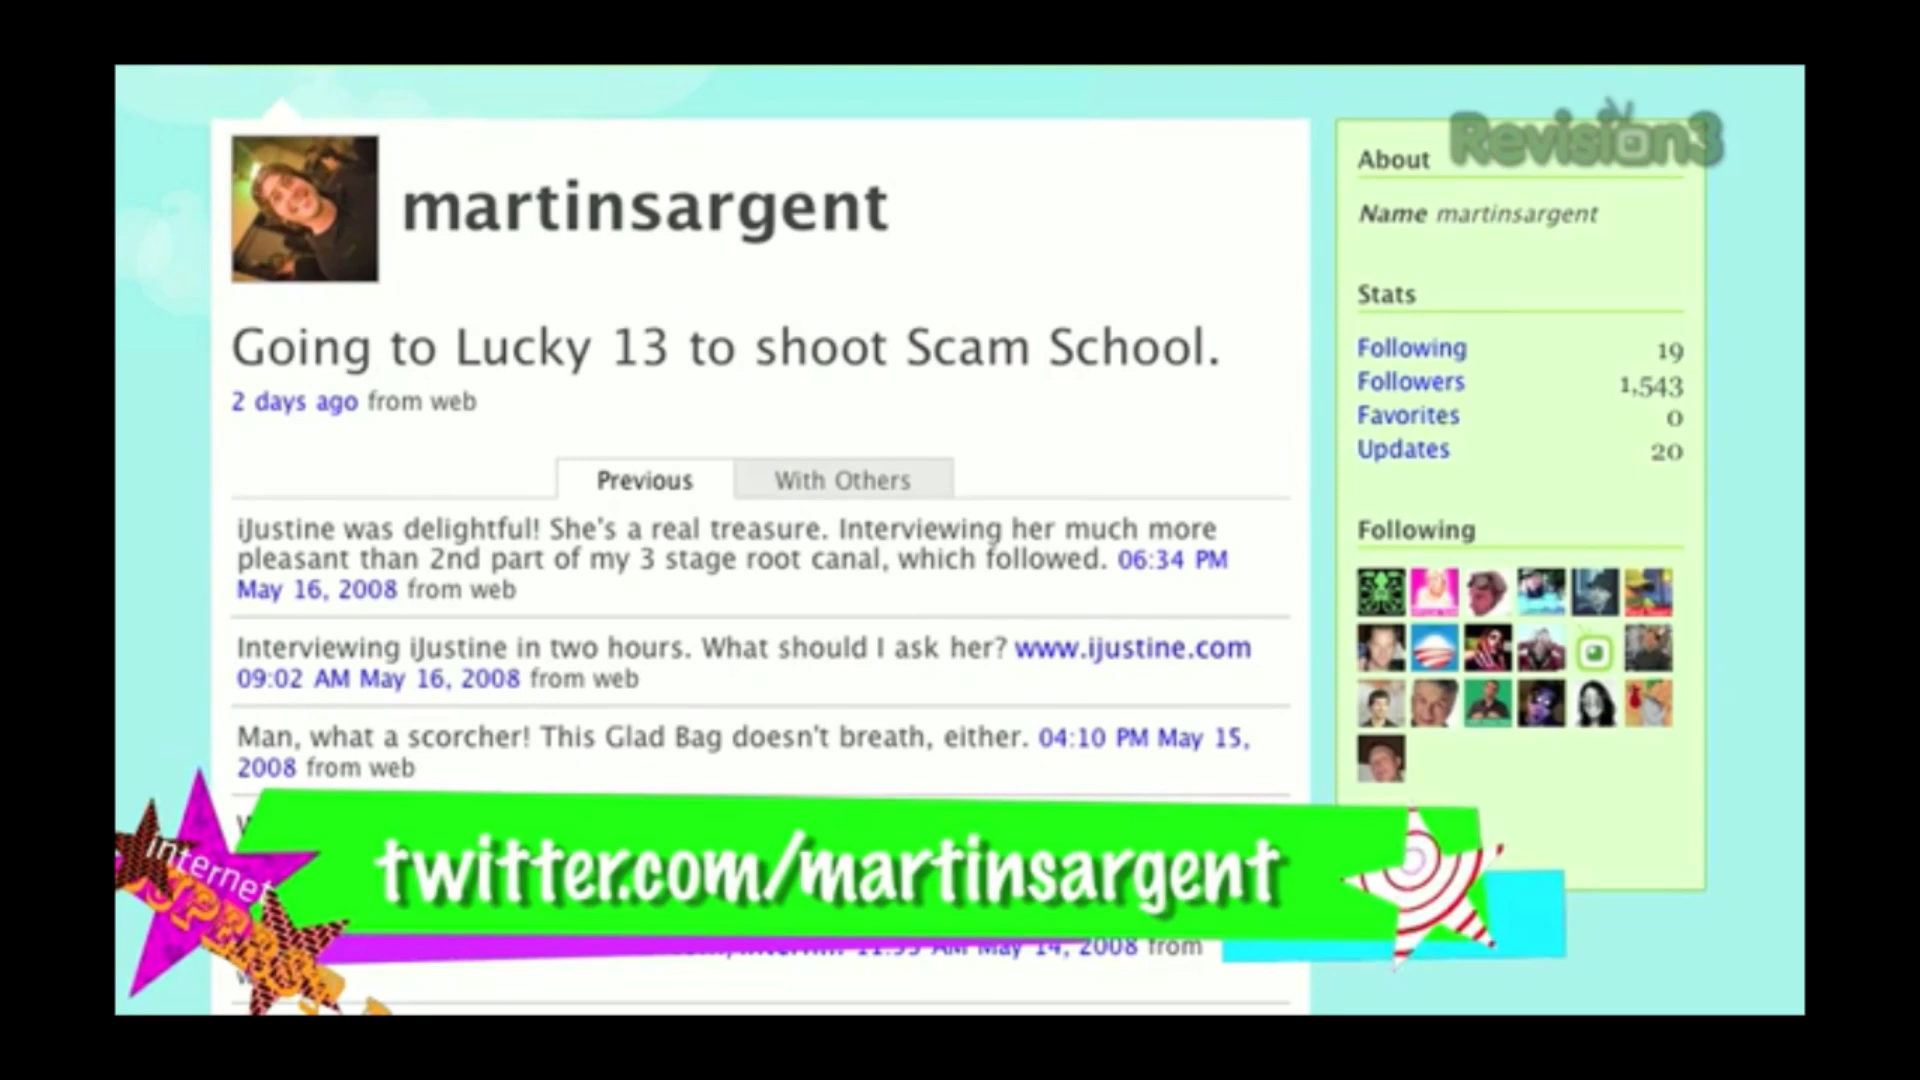 Revision3
martinsargent
Going to Lucky 13 to shoot Scam School.
2 days ago from web
Previous
With Others
iJustine was delightful! She's a real treasure. Interviewing her much more
pleasant than 2nd part of my 3 stage root canal, which followed. 06:34 PM
May 16, 2008 from web
Interviewing iJustine in two hours. What should I ask her? www.ijustine.com
09:02 AM May 16, 2008 from web
Man, what a scorcher! This Glad Bag doesn't breath, either. 04:10 PM May 15,
2008 from web
AM May 14, 2008 from
About
Name martinsargent
Stats
Following 19
Followers 1,543
Favorites 0
Updates 20
Following
internet
twitter.com/martinsargent